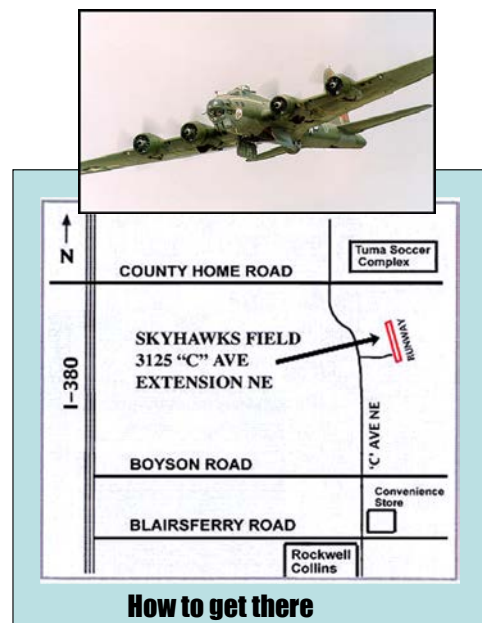 N
Tuma Soccer
Complex
COUNTY HOME ROAD
SKYHAWKS FIELD
3125 "C" AVE
EXTENSION NE
RUNWAY
I-380
'C' AVE NE
BOYSON ROAD
Convenience
Store
BLAIRSFERRY ROAD
Rockwell
Collins
How to get there